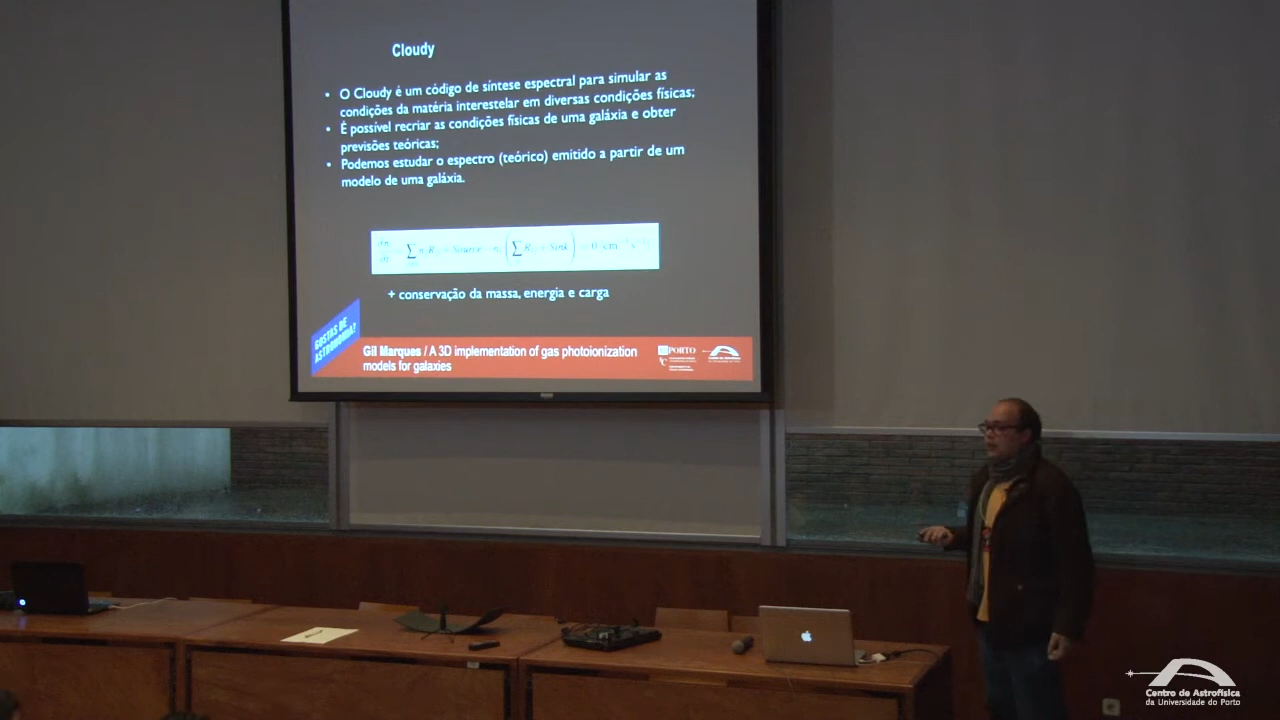 Cloudy
• O Cloudy é um código de síntese espectral para simular as
condições da matéria interestelar em diversas condições físicas;
• É possível recriar as condições físicas de uma galáxia e obter
previsões teóricas;
• Podemos estudar o espectro (teórico) emitido a partir de um
modelo de uma galáxia.
+ conservação da massa, energia e carga
GOSTAS DE
ASTRONOMIA?
Gil Marques / A 3D implementation of gas photoionization
models for galaxies
PORTO
Centro de Astrofísica
da Universidade do Porto